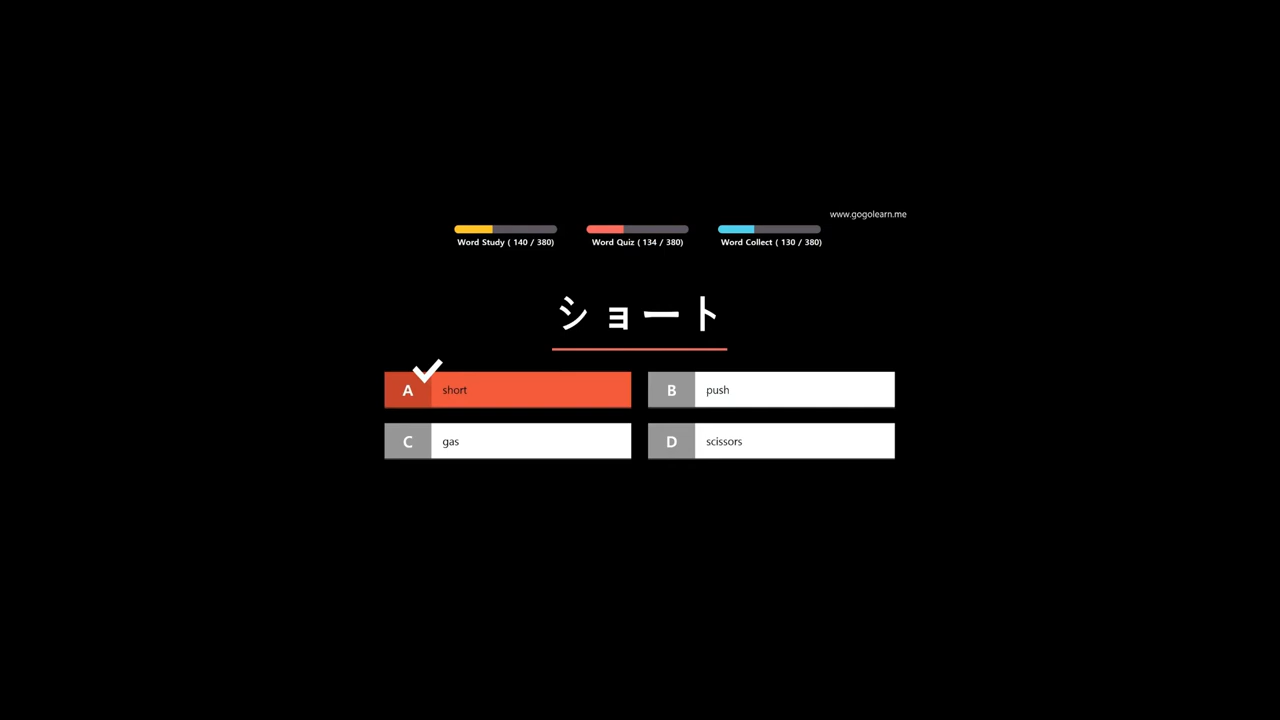 www.gogolearn.me
Word Study ( 140 / 380)
Word Quiz ( 134 / 380)
Word Collect ( 130 / 380)
ショート
A short
B push
C gas
D scissors